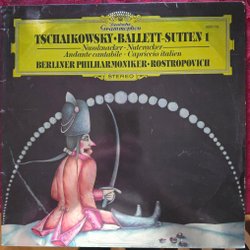 Deutsche
Grammophon
TSCHAIKOWSKY · BALLETT-SUITEN 1
Nussknacker · Nutcracker
Andante cantabile · Capriccio italien
BERLINER PHILHARMONIKER · ROSTROPOVICH
STEREO